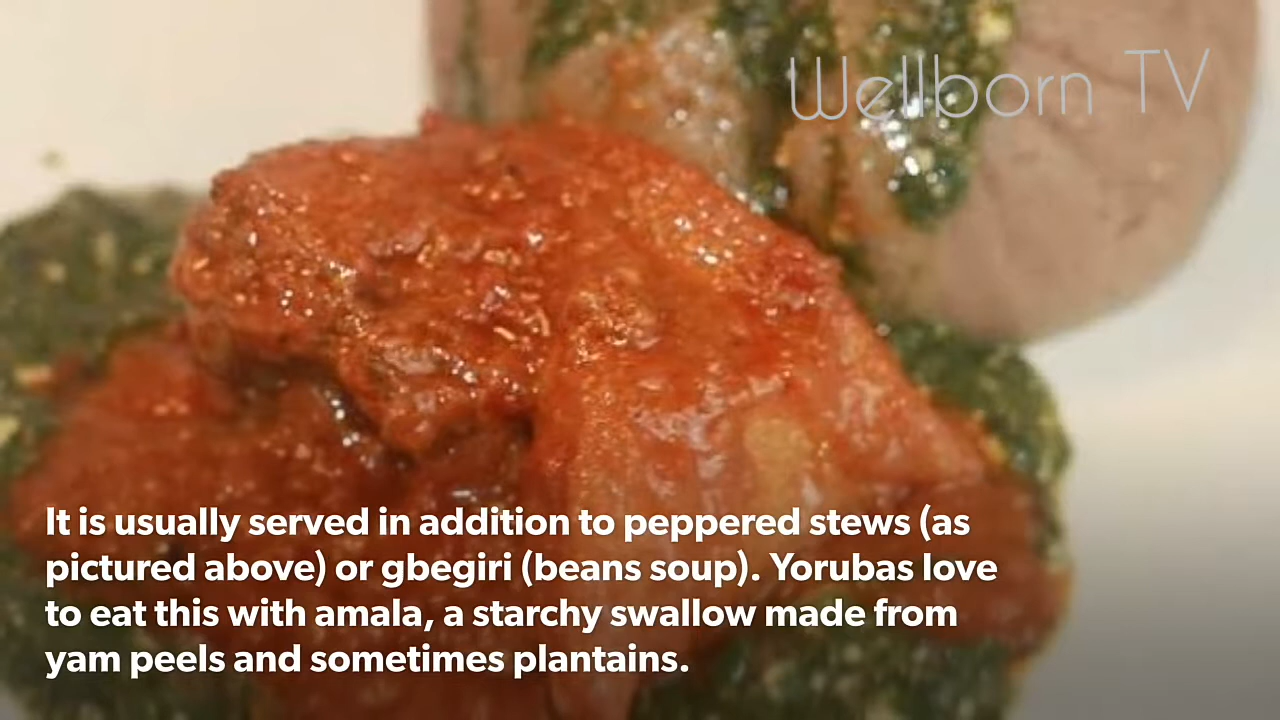 Wellborn TV
It is usually served in addition to peppered stews (as
pictured above) or gbegiri (beans soup). Yorubas love
to eat this with amala, a starchy swallow made from
yam peels and sometimes plantains.